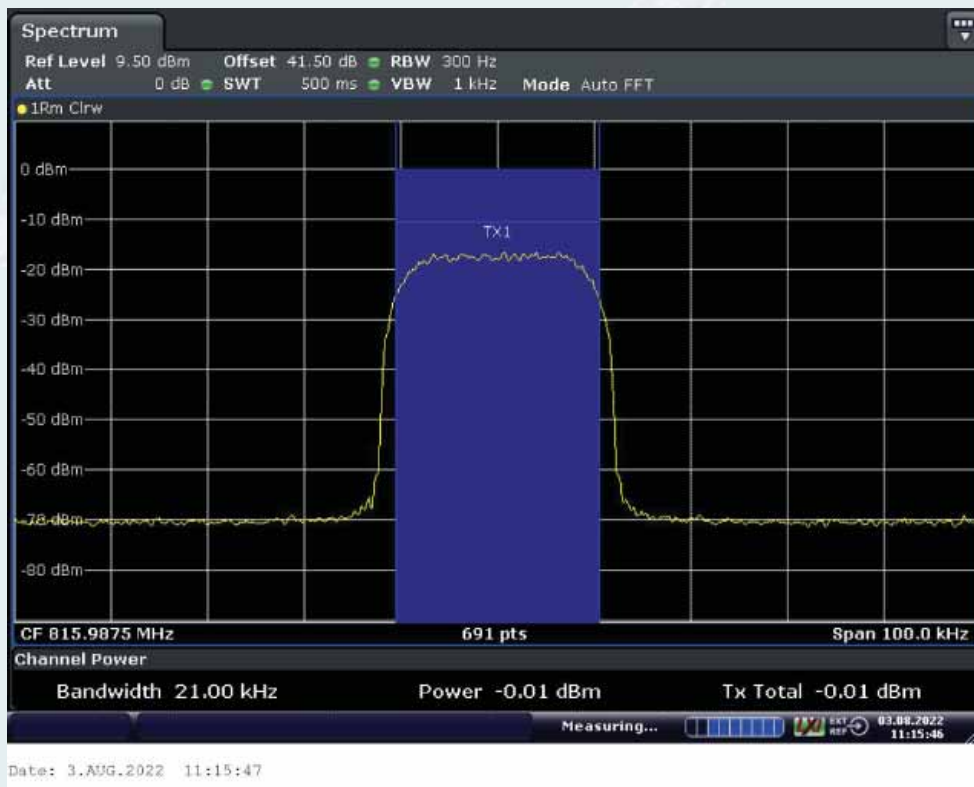 Spectrum
Ref Level 9.50 dBm Offset 41.50 dB RBW 300 Hz
Att 0 dB SWT 500 ms VBW 1 kHz Mode Auto FFT
1Rm Clrw
0 dBm
-10 dBm
TX1
-20 dBm
-30 dBm
-40 dBm
-50 dBm
-60 dBm
-70 dBm
-80 dBm
CF 815.9875 MHz 691 pts Span 100.0 kHz
Channel Power
Bandwidth 21.00 kHz Power -0.01 dBm Tx Total -0.01 dBm
Measuring... EXT REF 03.08.2022
11:15:46
Date: 3.AUG.2022 11:15:47